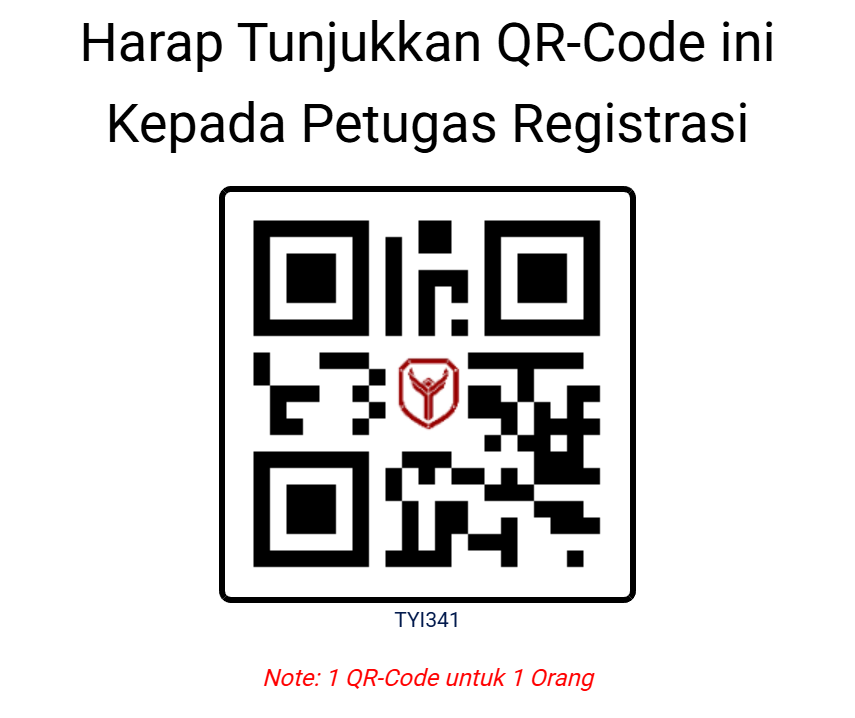 Harap Tunjukkan QR-Code ini
Kepada Petugas Registrasi
TYI341
Note: 1 QR-Code untuk 1 Orang